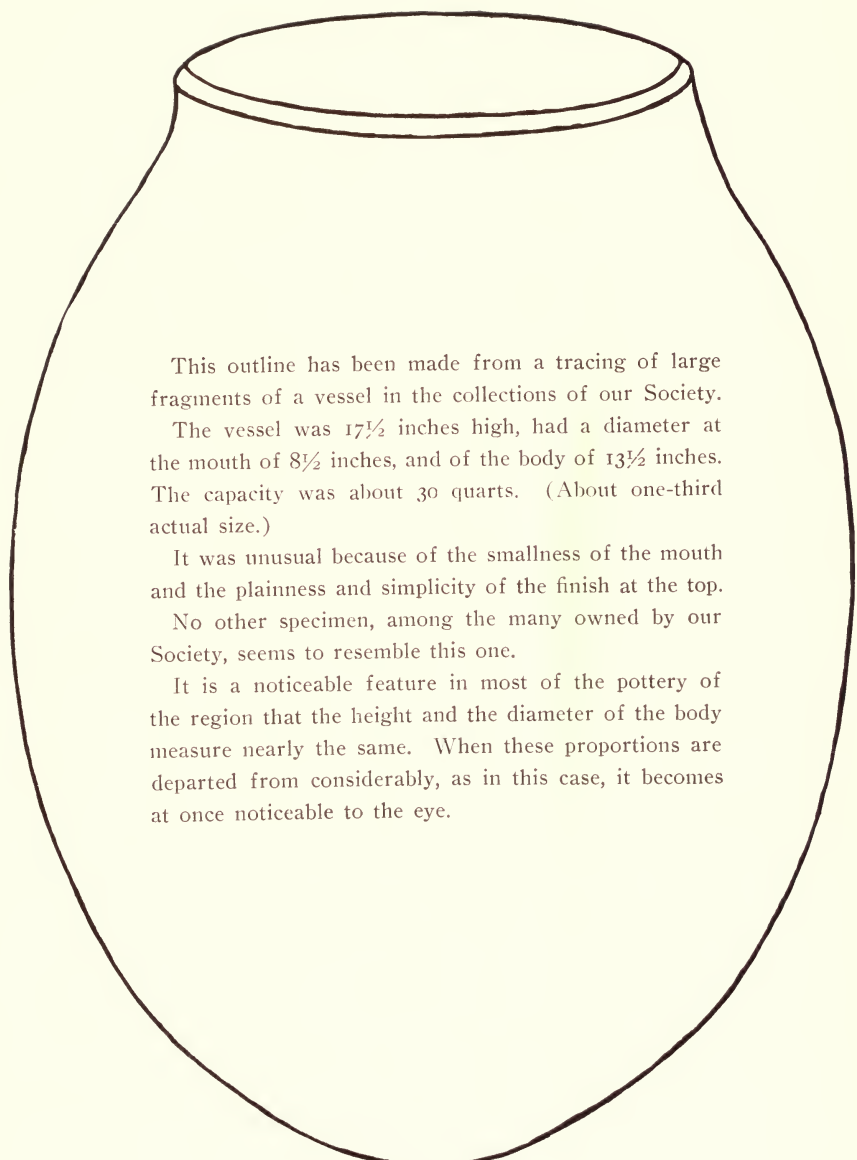 This outline has been made from a tracing of large
fragments of a vessel in the collections of our Society.
The vessel was 17½ inches high, had a diameter at
the mouth of 8½ inches, and of the body of 13½ inches.
The capacity was about 30 quarts. (About one-third
actual size.)
It was unusual because of the smallness of the mouth
and the plainness and simplicity of the finish at the top.
No other specimen, among the many owned by our
Society, seems to resemble this one.
It is a noticeable feature in most of the pottery of
the region that the height and the diameter of the body
measure nearly the same. When these proportions are
departed from considerably, as in this case, it becomes
at once noticeable to the eye.